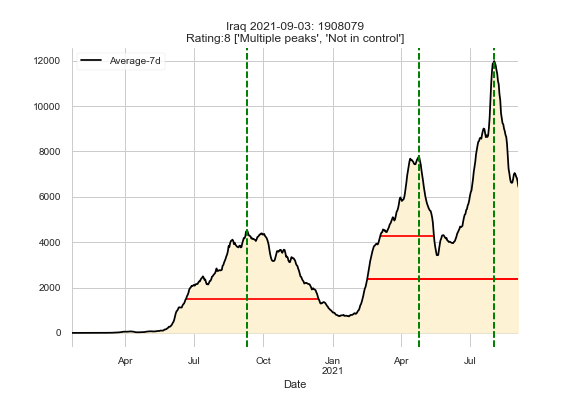 Iraq 2021-09-03: 1908079
Rating:8 ['Multiple peaks', 'Not in control']
Average-7d
12000
10000
8000
6000
4000
2000
0
Apr Jul Oct Jan Apr Jul
2021
Date